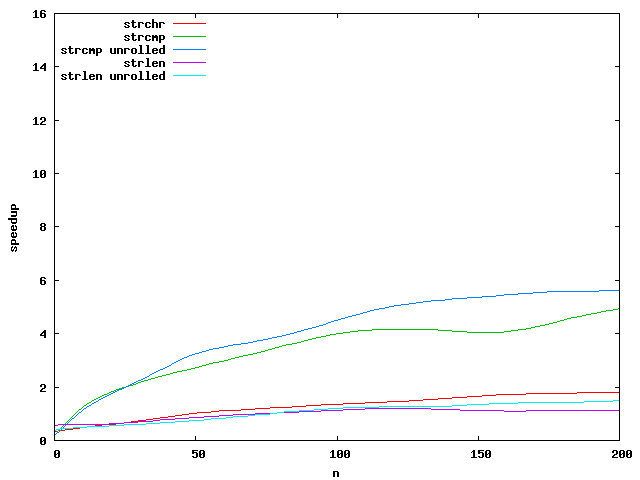 16
14
12
10
8
6
4
2
0
speedup
strchr
strcmp
strcmp unrolled
strlen
strlen unrolled
0 50 100 150 200
n